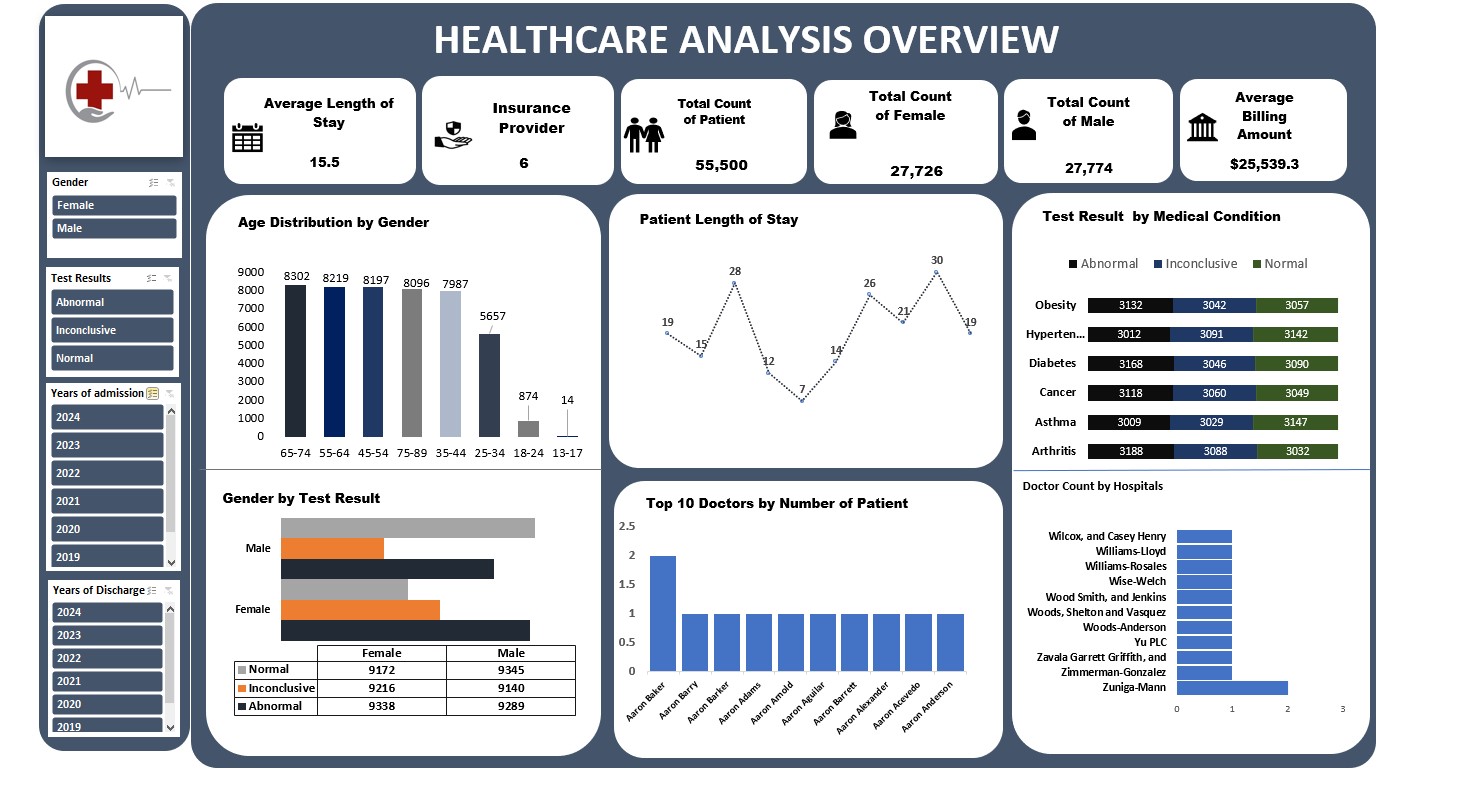 HEALTHCARE ANALYSIS OVERVIEW
Average Length of
Stay
15.5
Insurance
Provider
6
Total Count
of Patient
55,500
Total Count
of Female
27,726
Total Count
of Male
27,774
Average
Billing
Amount
$25,539.3
Gender
Female
Male
Test Results
Abnormal
Inconclusive
Normal
Years of admission
2024
2023
2022
2021
2020
2019
Years of Discharge
2024
2023
2022
2021
2020
2019
Age Distribution by Gender
9000
8000
7000
6000
5000
4000
3000
2000
1000
0
8302
8219
8197
8096
7987
5657
874
14
65-74
55-64
45-54
75-89
35-44
25-34
18-24
13-17
Gender by Test Result
Male
Female
Female Male
Normal 9172 9345
Inconclusive 9216 9140
Abnormal 9338 9289
Patient Length of Stay
19
15
28
12
7
14
26
21
30
19
Top 10 Doctors by Number of Patient
2.5
2
1.5
1
0.5
0
Aaron Baker
Aaron Barry
Aaron Barker
Aaron Adams
Aaron Arnold
Aaron Aguilar
Aaron Barrett
Aaron Alexander
Aaron Acevedo
Aaron Anderson
Test Result by Medical Condition
Abnormal Inconclusive Normal
Obesity 3132 3042 3057
Hyperten... 3012 3091 3142
Diabetes 3168 3046 3090
Cancer 3118 3060 3049
Asthma 3009 3029 3147
Arthritis 3188 3088 3032
Doctor Count by Hospitals
Wilcox, and Casey Henry
Williams-Lloyd
Williams-Rosales
Wise-Welch
Wood Smith, and Jenkins
Woods, Shelton and Vasquez
Woods-Anderson
Yu PLC
Zavala Garrett Griffith, and
Zimmerman-Gonzalez
Zuniga-Mann
0 1 2 3